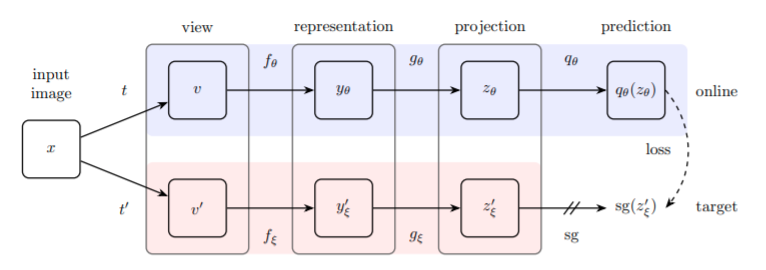 view
representation
projection
prediction
input
image
t
f_θ
g_θ
q_θ
v
y_θ
z_θ
q_θ(z_θ)
online
x
loss
t′
v′
y′_ξ
z′_ξ
sg(z′_ξ)
target
f_ξ
g_ξ
sg